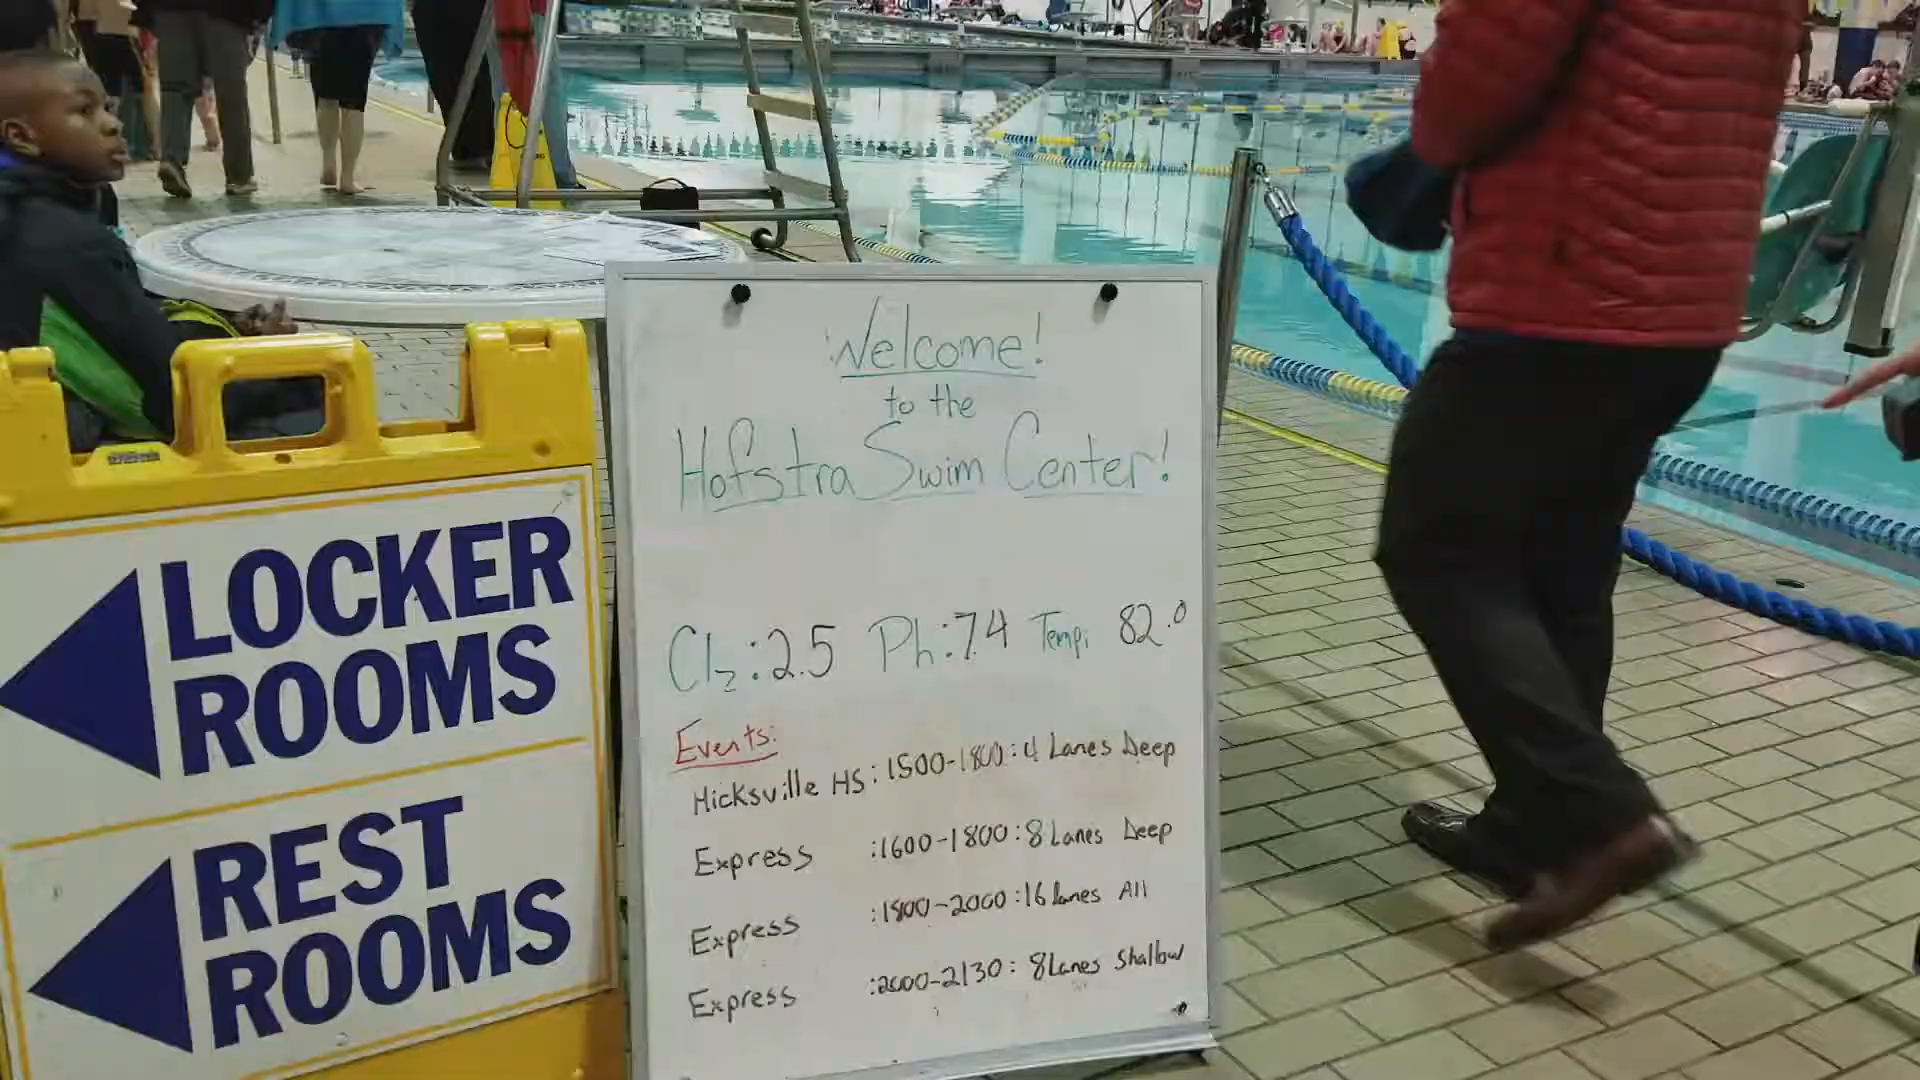 LOCKER
ROOMS
REST
ROOMS
Welcome!
to the
Hofstra Swim Center!
Cl2:2.5 Ph:7.4 Temp: 82.0
Events:
Hicksville HS:1500-1800:4 Lanes Deep
Express :1600-1800:8 Lanes Deep
Express :1800-2000:16 lanes All
Express :2000-2130: 8 Lanes Shallow